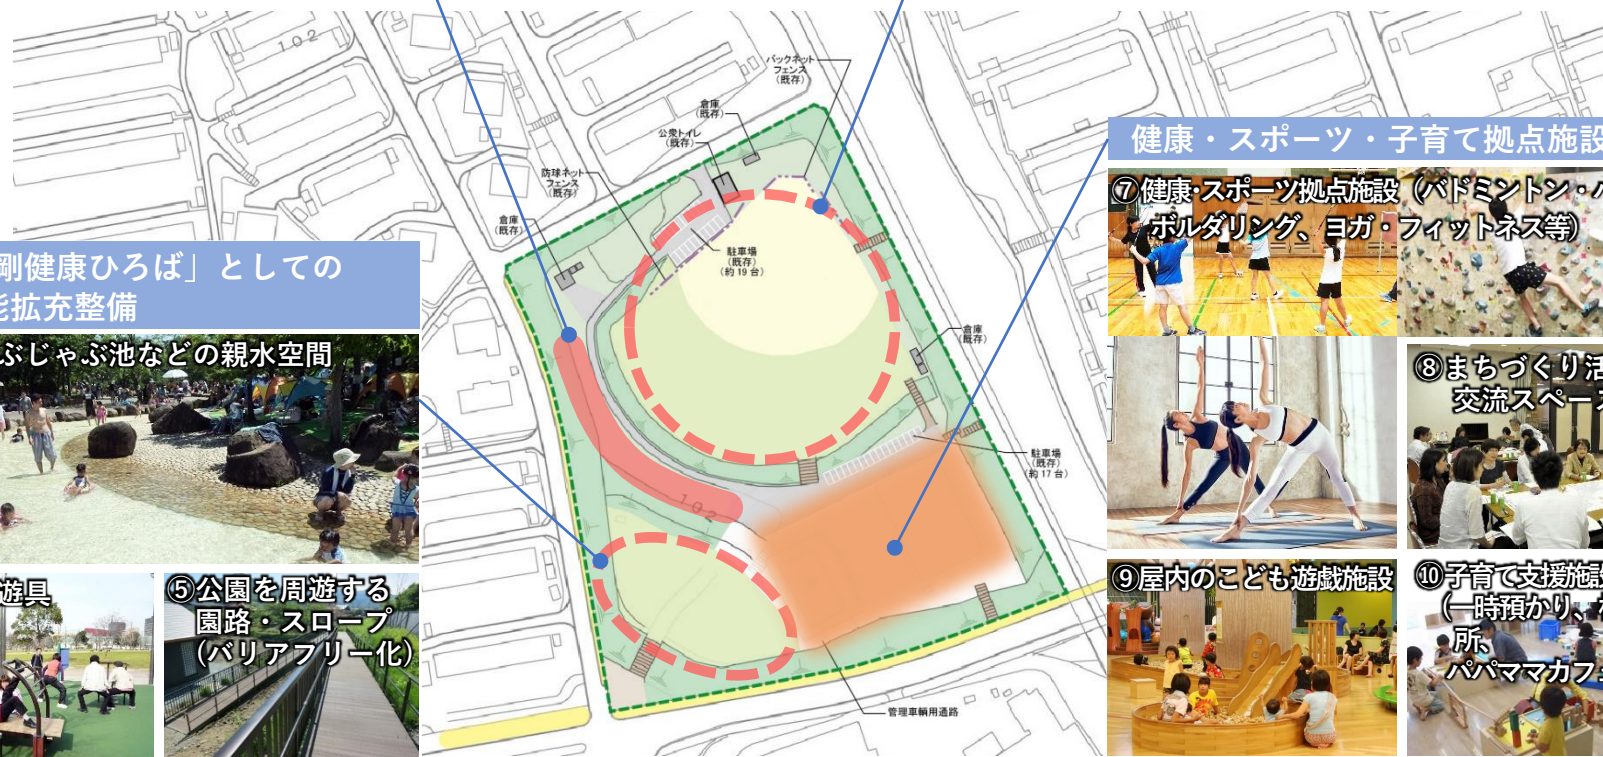 102
バックネット
フェンス
(既存)
倉庫
(既存)
公衆トイレ
(既存)
防球ネット
フェンス
(既存)
倉庫
(既存)
駐車場
(既存)
(約19台)
倉庫
(既存)
駐車場
(既存)
(約17台)
102
管理車輌用通路
剛健康ひろば」としての
能拡充整備
ぶじゃぶ池などの親水空間
遊具
⑤公園を周遊する
園路・スロープ
(バリアフリー化)
健康・スポーツ・子育て拠点施設
⑦健康・スポーツ拠点施設(バドミントン・バ
ボルダリング、ヨガ・フィットネス等)
⑧まちづくり活
交流スペース
⑨屋内のこども遊戯施設
⑩子育て支援施設
(一時預かり、
所、
パパママカフェ